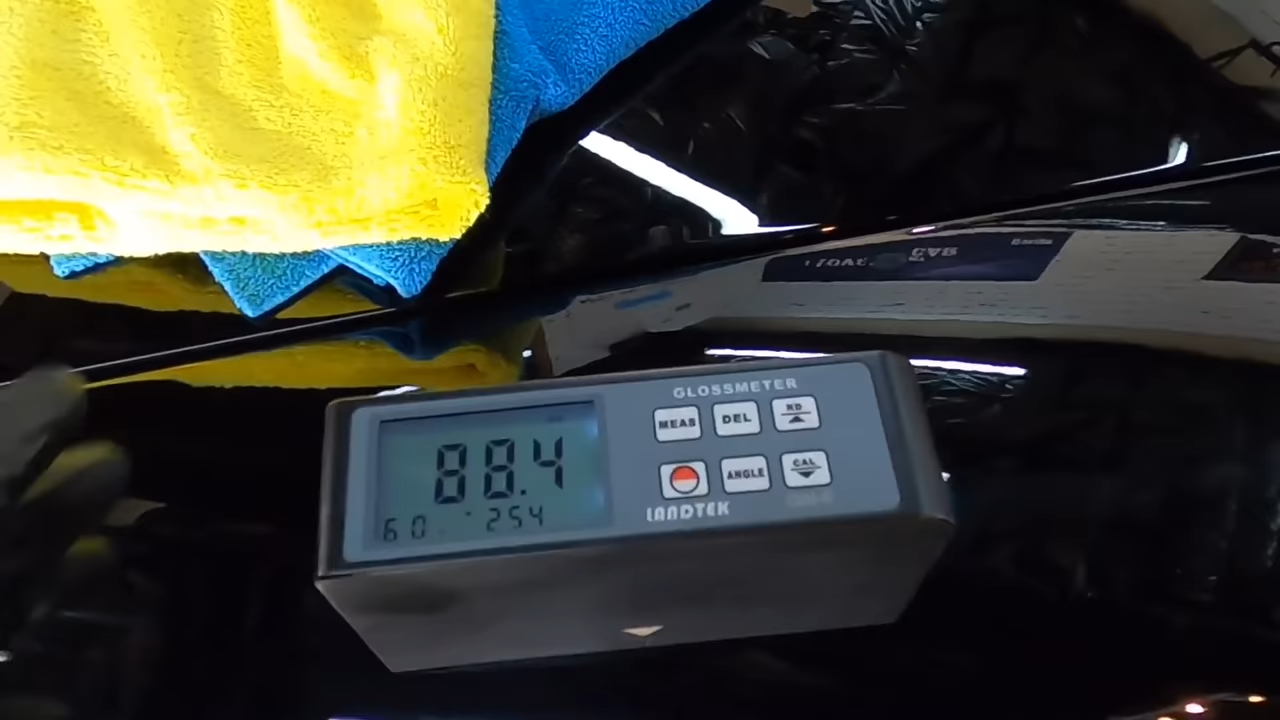 GLOSSMETER
MEAS DEL RD
88.4
ANGLE CAL
60° 254
LANDTEK